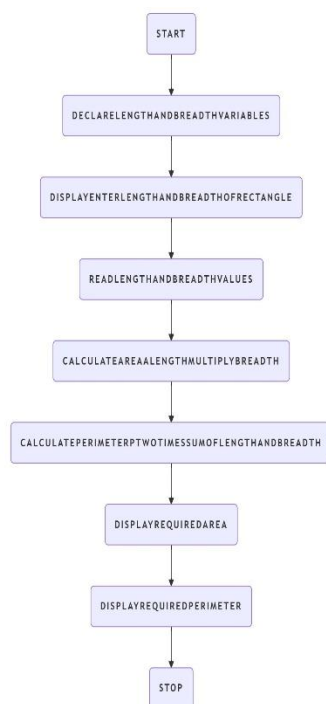 START
DECLARELENGTHANDBREADTHVARIABLES
DISPLAYENTERLENGTHANDBREADTHOFRECTANGLE
READLENGTHANDBREADTHVALUES
CALCULATEAREAALENGTHMULTIPLYBREADTH
CALCULATEPERIMETERPTWOTIMESSUMOFLENGTHANDBREADTH
DISPLAYREQUIREDAREA
DISPLAYREQUIREDPERIMETER
STOP